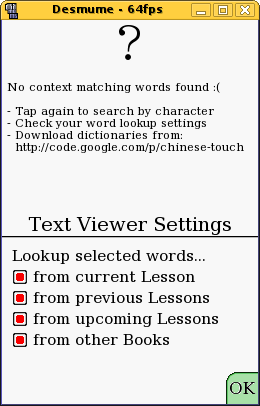 Desmume - 64fps
?
No context matching words found :(
- Tap again to search by character
- Check your word lookup settings
- Download dictionaries from:
http://code.google.com/p/chinese-touch
Text Viewer Settings
Lookup selected words...
from current Lesson
from previous Lessons
from upcoming Lessons
from other Books
OK